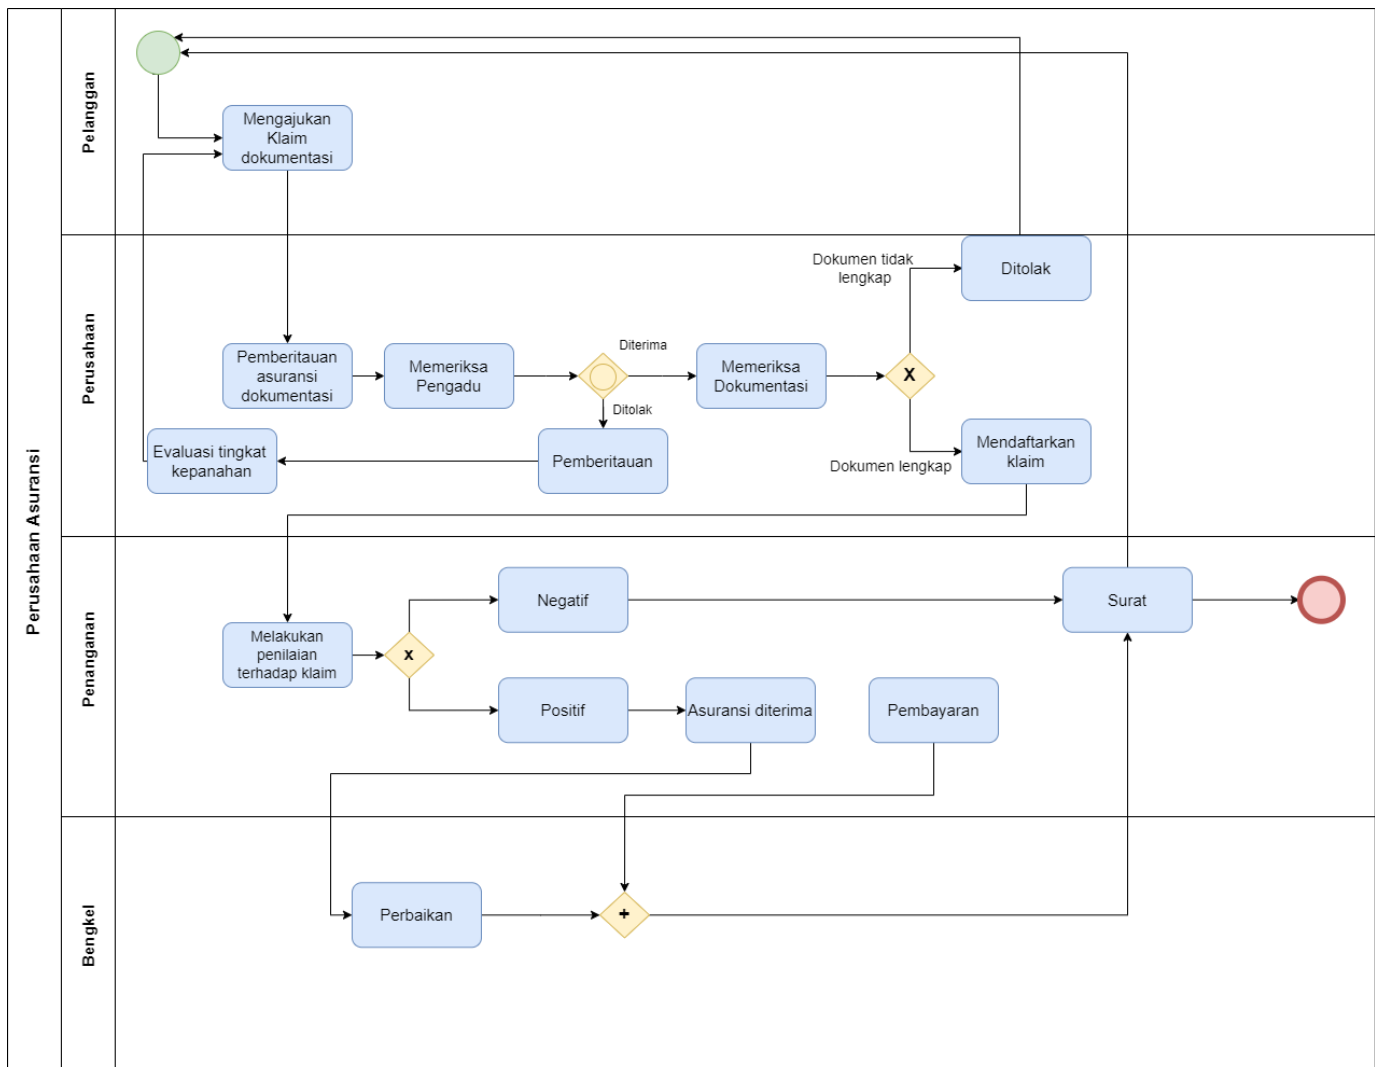 Perusahaan Asuransi
Pelanggan
Mengajukan
Klaim
dokumentasi
Perusahaan
Dokumen tidak
lengkap
Ditolak
Pemberitauan
asuransi
dokumentasi
Memeriksa
Pengadu
Diterima
Ditolak
Memeriksa
Dokumentasi
X
Evaluasi tingkat
kepanahan
Pemberitauan
Dokumen lengkap
Mendaftarkan
klaim
Penanganan
Melakukan
penilaian
terhadap klaim
x
Negatif
Surat
Positif
Asuransi diterima
Pembayaran
Bengkel
Perbaikan
+